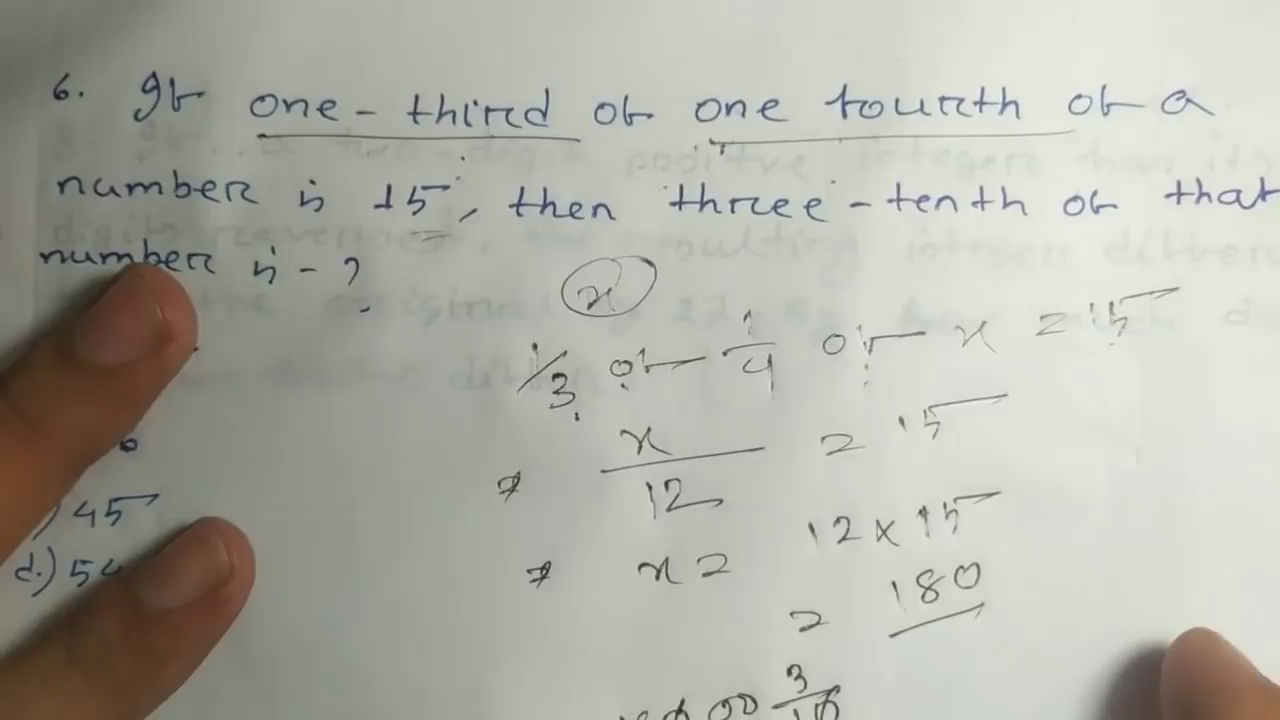 6. If one-third of one fourth of a
number is 15, then three-tenth of that
number is - ?
x
1/3 of 1/4 of x = 15
⇒ x/12 = 15
⇒ x = 12 x 15
= 180
) 45
d.) 54
3